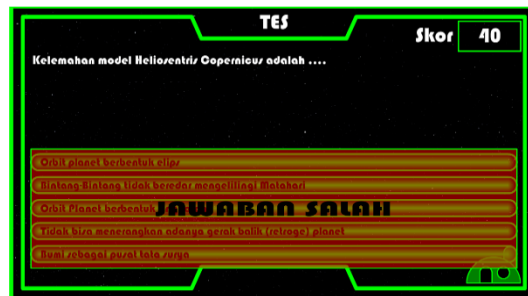 TES
Skor 40
Kelemahan model Heliosentris Copernicus adalah ....
Orbit planet berbentuk elips
Bintang-Bintang tidak beredar mengelilingi Matahari
Orbit Planet berbentuk
JAWABAN SALAH
Tidak bisa menerangkan adanya gerak balik (retroge) planet
Bumi sebagai pusat tata surya